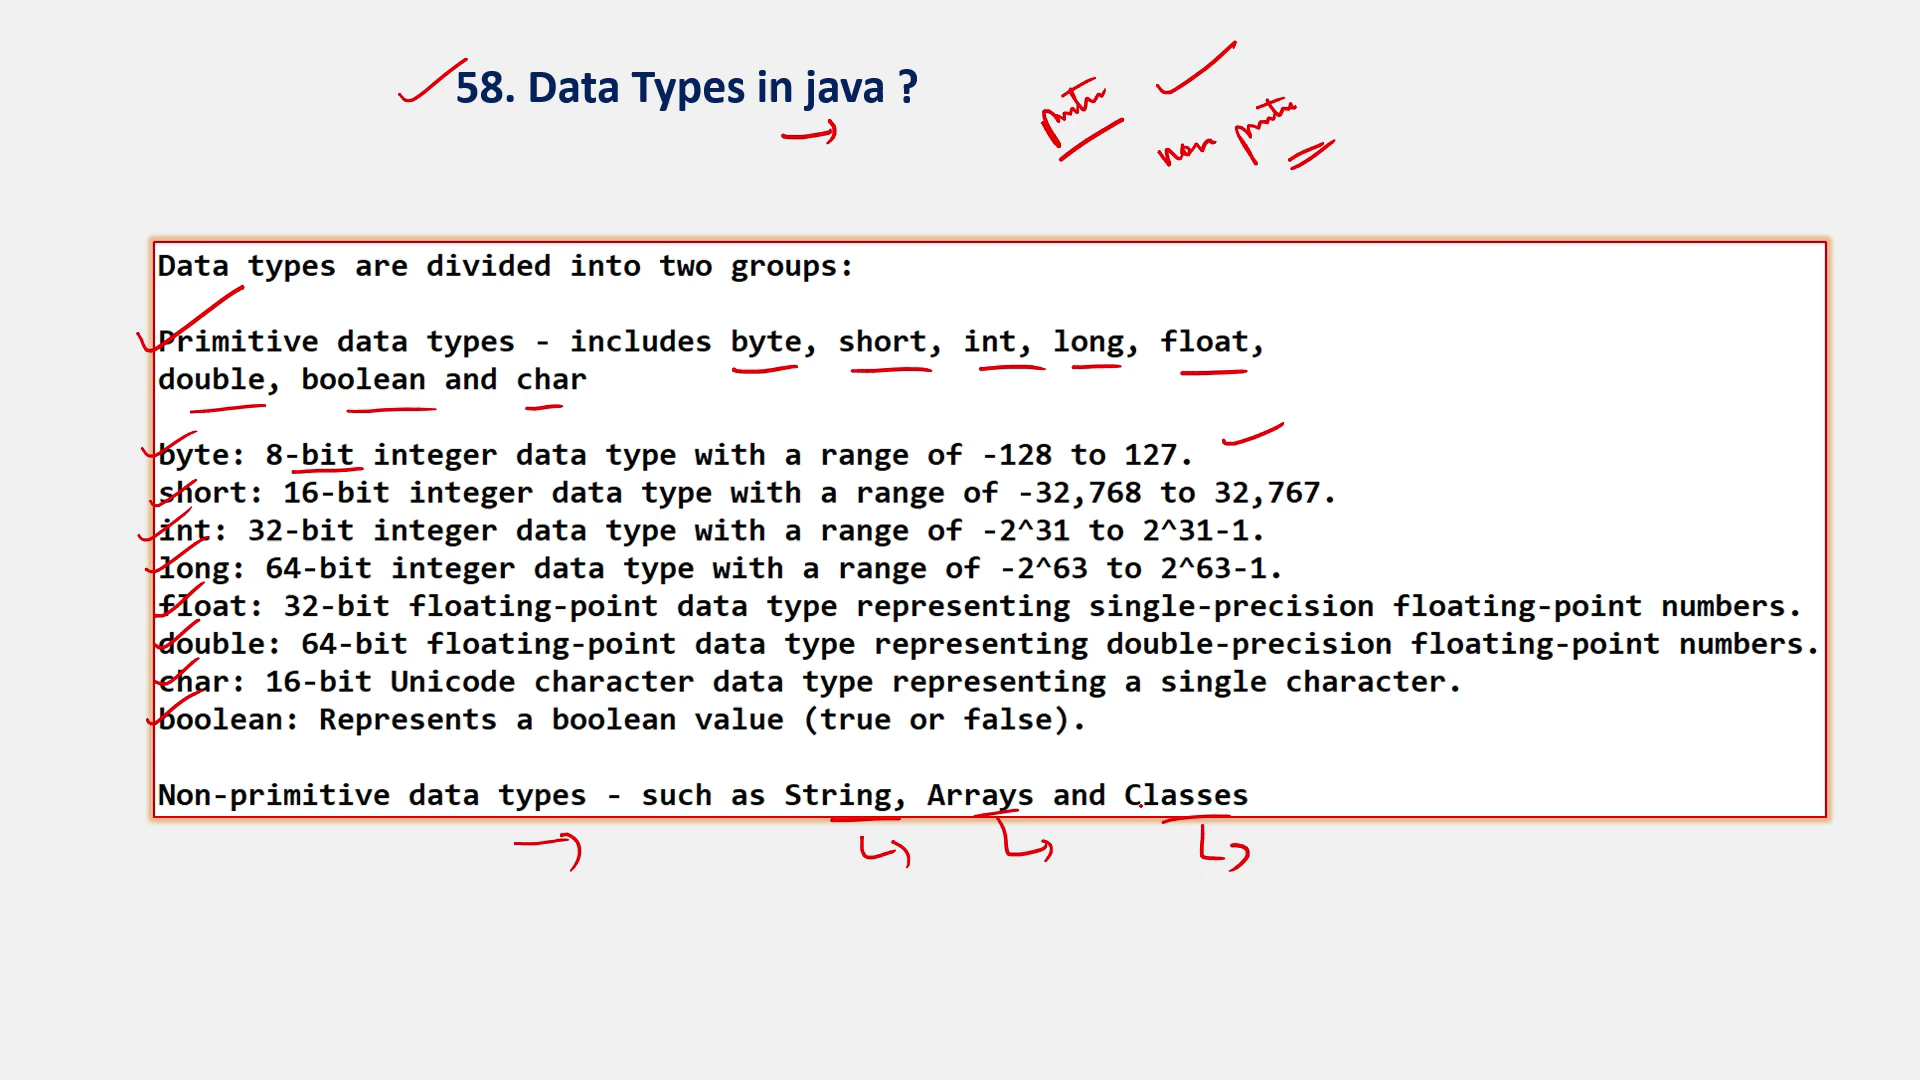 58. Data Types in java ?
non
Data types are divided into two groups:
Primitive data types - includes byte, short, int, long, float,
double, boolean and char
byte: 8-bit integer data type with a range of -128 to 127.
short: 16-bit integer data type with a range of -32,768 to 32,767.
int: 32-bit integer data type with a range of -2^31 to 2^31-1.
long: 64-bit integer data type with a range of -2^63 to 2^63-1.
float: 32-bit floating-point data type representing single-precision floating-point numbers.
double: 64-bit floating-point data type representing double-precision floating-point numbers.
char: 16-bit Unicode character data type representing a single character.
boolean: Represents a boolean value (true or false).
Non-primitive data types - such as String, Arrays and Classes